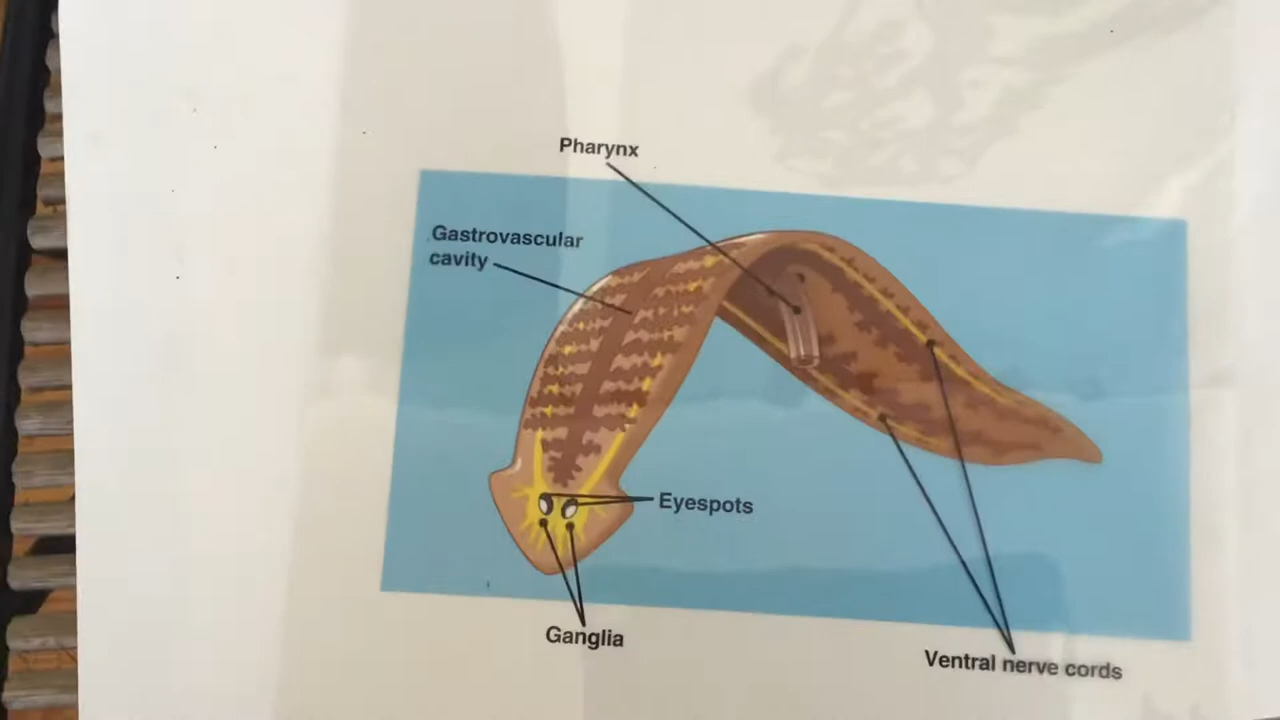 Pharynx
Gastrovascular
cavity
Eyespots
Ganglia
Ventral nerve cords